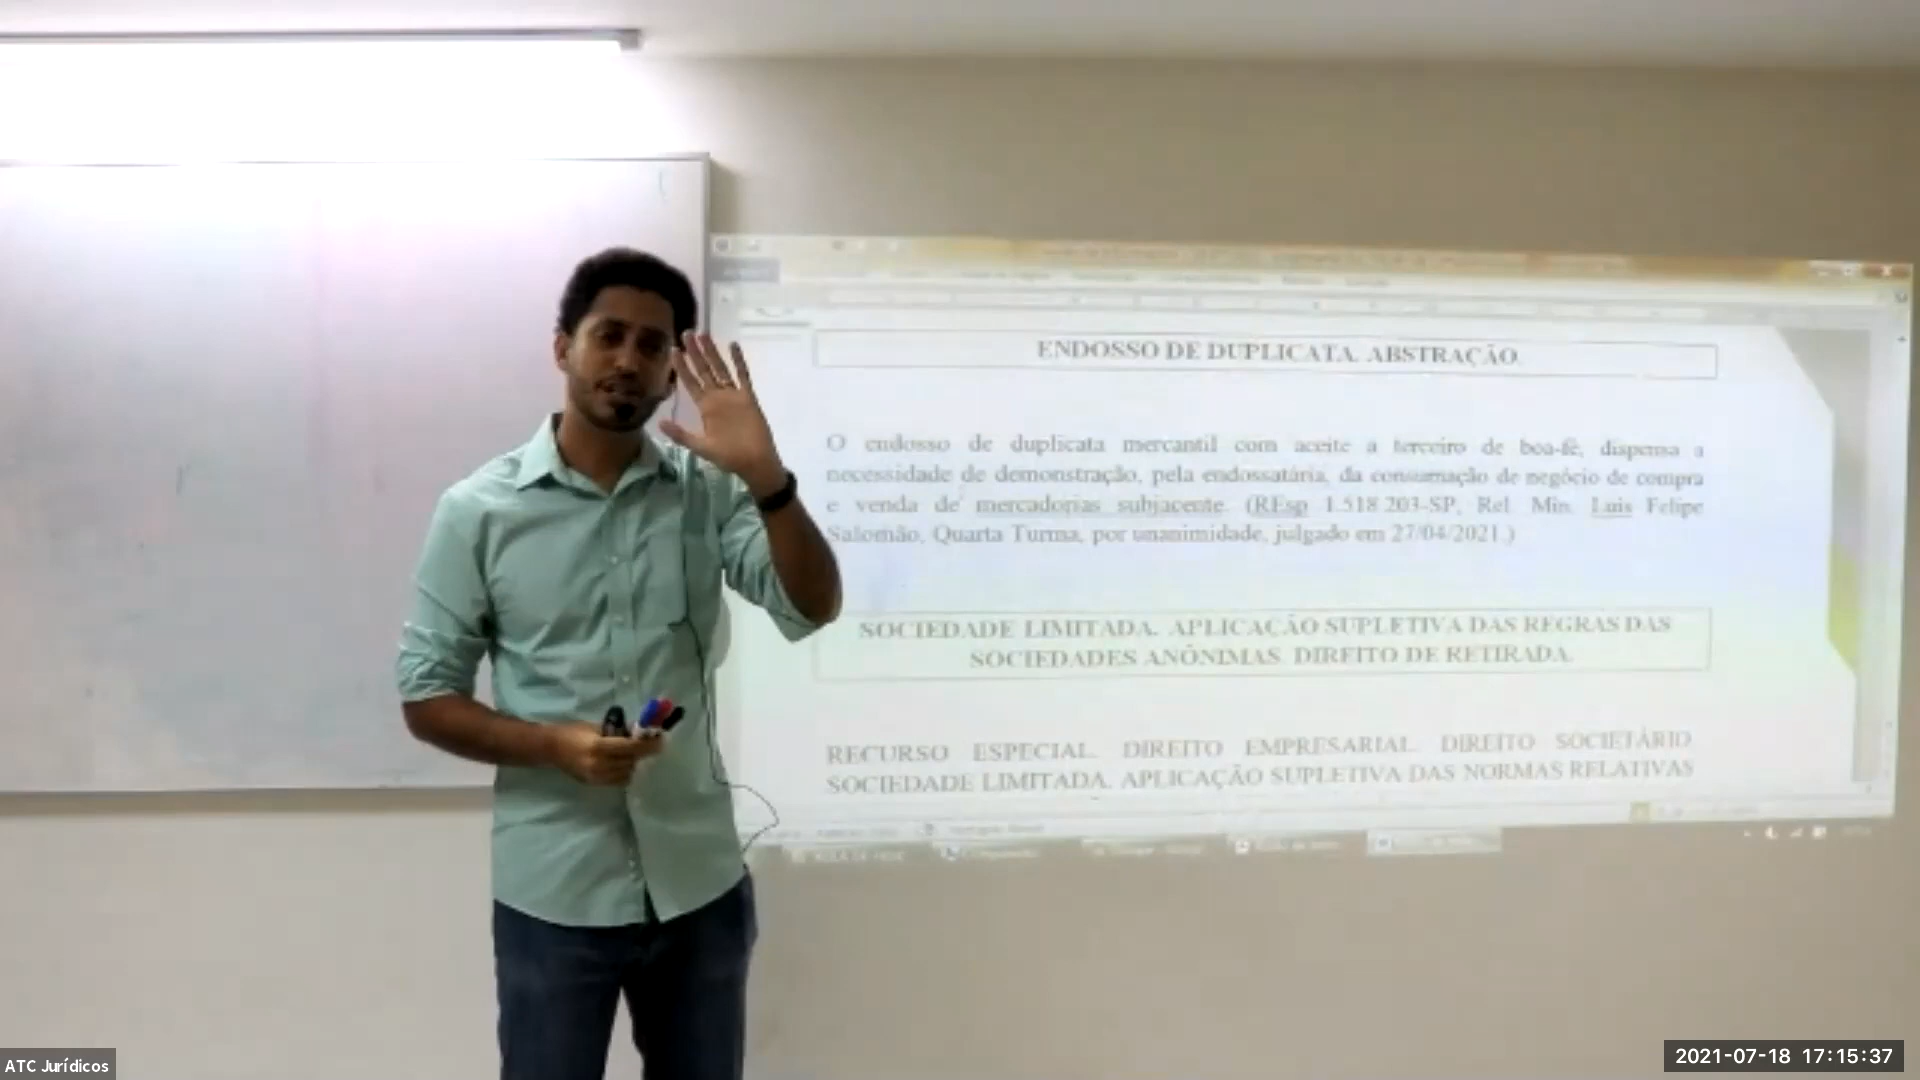 ENDOSSO DE DUPLICATA. ABSTRAÇÃO.
O endosso de duplicata mercantil com aceite a terceiro de boa-fé, dispensa a
necessidade de demonstração, pela endossatária, da consumação de negócio de compra
e venda de mercadorias subjacente. (REsp 1.518.203-SP, Rel. Min. Luis Felipe
Salomão, Quarta Turma, por unanimidade, julgado em 27/04/2021.)
SOCIEDADE LIMITADA. APLICAÇÃO SUPLETIVA DAS REGRAS DAS
SOCIEDADES ANÔNIMAS. DIREITO DE RETIRADA.
RECURSO ESPECIAL. DIREITO EMPRESARIAL. DIREITO SOCIETÁRIO.
SOCIEDADE LIMITADA. APLICAÇÃO SUPLETIVA DAS NORMAS RELATIVAS
ATC Jurídicos
2021-07-18 17:15:37